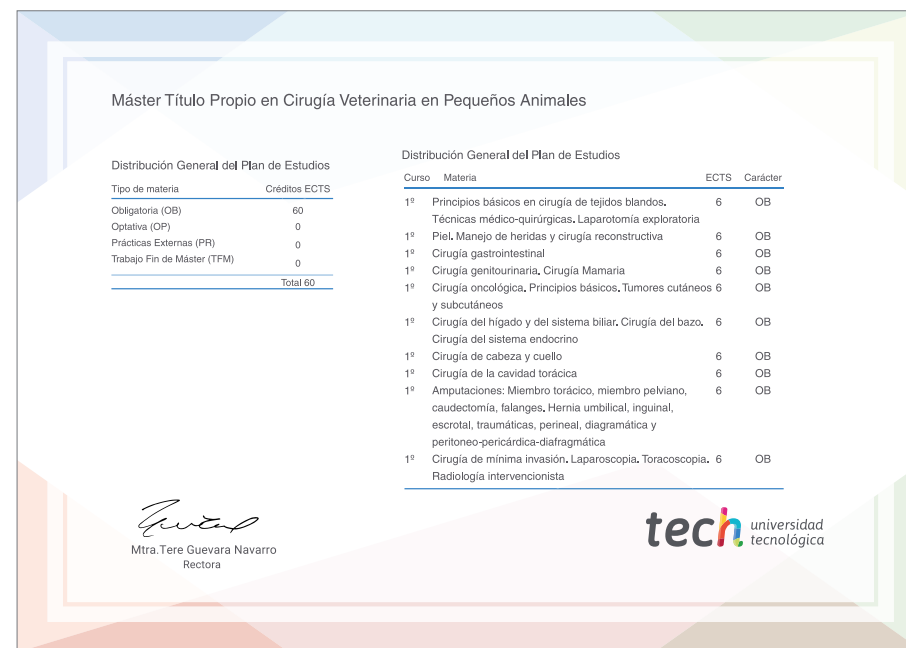 Máster Título Propio en Cirugía Veterinaria en Pequeños Animales
Distribución General del Plan de Estudios
Tipo de materia Créditos ECTS
Obligatoria (OB) 60
Optativa (OP) 0
Prácticas Externas (PR) 0
Trabajo Fin de Máster (TFM) 0
Total 60
Distribución General del Plan de Estudios
Curso Materia ECTS Carácter
1º Principios básicos en cirugía de tejidos blandos. 6 OB
Técnicas médico-quirúrgicas. Laparotomía exploratoria
1º Piel. Manejo de heridas y cirugía reconstructiva 6 OB
1º Cirugía gastrointestinal 6 OB
1º Cirugía genitourinaria. Cirugía Mamaria 6 OB
1º Cirugía oncológica. Principios básicos. Tumores cutáneos 6 OB
y subcutáneos
1º Cirugía del hígado y del sistema biliar. Cirugía del bazo. 6 OB
Cirugía del sistema endocrino
1º Cirugía de cabeza y cuello 6 OB
1º Cirugía de la cavidad torácica 6 OB
1º Amputaciones: Miembro torácico, miembro pelviano, 6 OB
caudectomía, falanges. Hernia umbilical, inguinal,
escrotal, traumáticas, perineal, diagramática y
peritoneo-pericárdica-diafragmática
1º Cirugía de mínima invasión. Laparoscopia. Toracoscopia. 6 OB
Radiología intervencionista
Mtra.Tere Guevara Navarro
Rectora
tech universidad
tecnológica